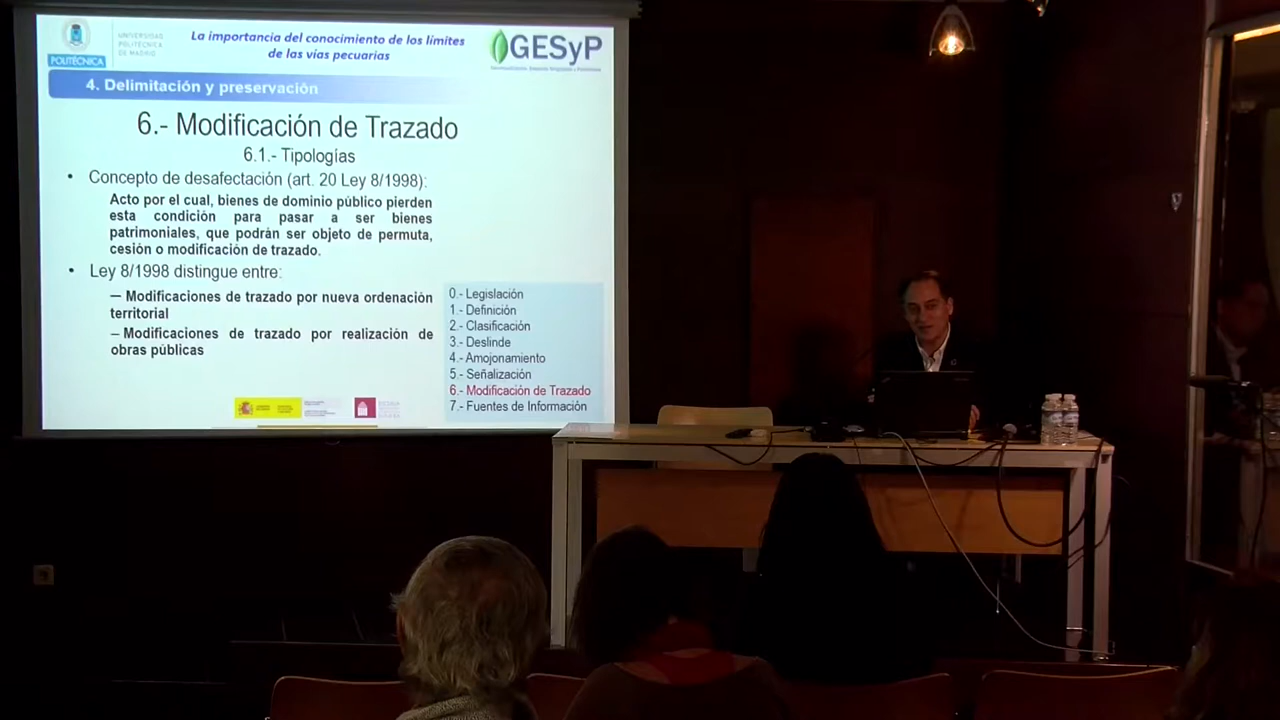 POLITÉCNICA
UNIVERSIDAD
POLITÉCNICA
DE MADRID
La importancia del conocimiento de los límites
de las vías pecuarias
GESyP
4. Delimitación y preservación
6.- Modificación de Trazado
6.1.- Tipologías
• Concepto de desafectación (art. 20 Ley 8/1998):
Acto por el cual, bienes de dominio público pierden
esta condición para pasar a ser bienes
patrimoniales, que podrán ser objeto de permuta,
cesión o modificación de trazado.
• Ley 8/1998 distingue entre:
– Modificaciones de trazado por nueva ordenación
territorial
– Modificaciones de trazado por realización de
obras públicas
0.- Legislación
1.- Definición
2.- Clasificación
3.- Deslinde
4.- Amojonamiento
5.- Señalización
6.- Modificación de Trazado
7.- Fuentes de Información